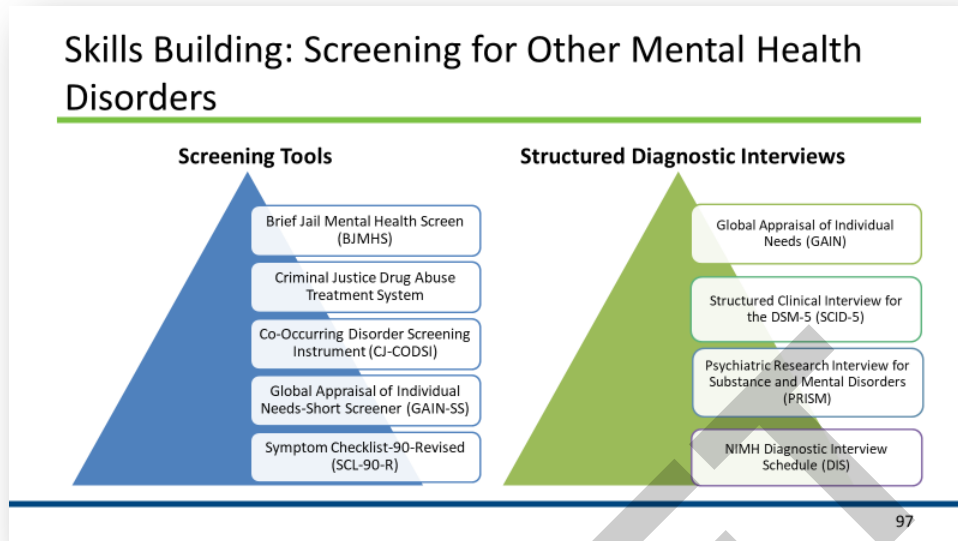 Skills Building: Screening for Other Mental Health
Disorders
Screening Tools
Brief Jail Mental Health Screen
(BJMHS)
Criminal Justice Drug Abuse
Treatment System
Co-Occurring Disorder Screening
Instrument (CJ-CODSI)
Global Appraisal of Individual
Needs-Short Screener (GAIN-SS)
Symptom Checklist-90-Revised
(SCL-90-R)
Structured Diagnostic Interviews
Global Appraisal of Individual
Needs (GAIN)
Structured Clinical Interview for
the DSM-5 (SCID-5)
Psychiatric Research Interview for
Substance and Mental Disorders
(PRISM)
NIMH Diagnostic Interview
Schedule (DIS)
97